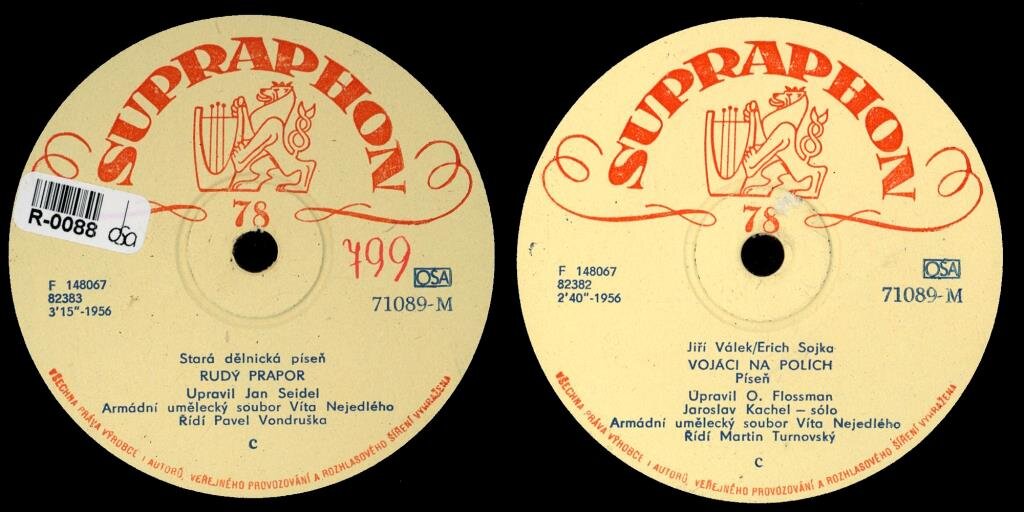 SUPRAPHON
78
R-0088 osa
799
OSA
F 148067
82383
3'15"-1956
71089-M
Stará dělnická píseň
RUDÝ PRAPOR
Upravil Jan Seidel
Armádní umělecký soubor Víta Nejedlého
Řídí Pavel Vondruška
c
VŠECHNA PRÁVA VÝROBCE I AUTORŮ, VEŘEJNÉHO PROVOZOVÁNÍ A ROZHLASOVÉHO ŠÍŘENÍ VYHRAŽENA
SUPRAPHON
78
OSA
F 148067
82382
2'40"-1956
71089-M
Jiří Válek/Erich Sojka
VOJÁCI NA POLÍCH
Píseň
Upravil O. Flossman
Jaroslav Kachel – sólo
Armádní umělecký soubor Víta Nejedlého
Řídí Martin Turnovský
c
VŠECHNA PRÁVA VÝROBCE I AUTORŮ, VEŘEJNÉHO PROVOZOVÁNÍ A ROZHLASOVÉHO ŠÍŘENÍ VYHRAŽENA